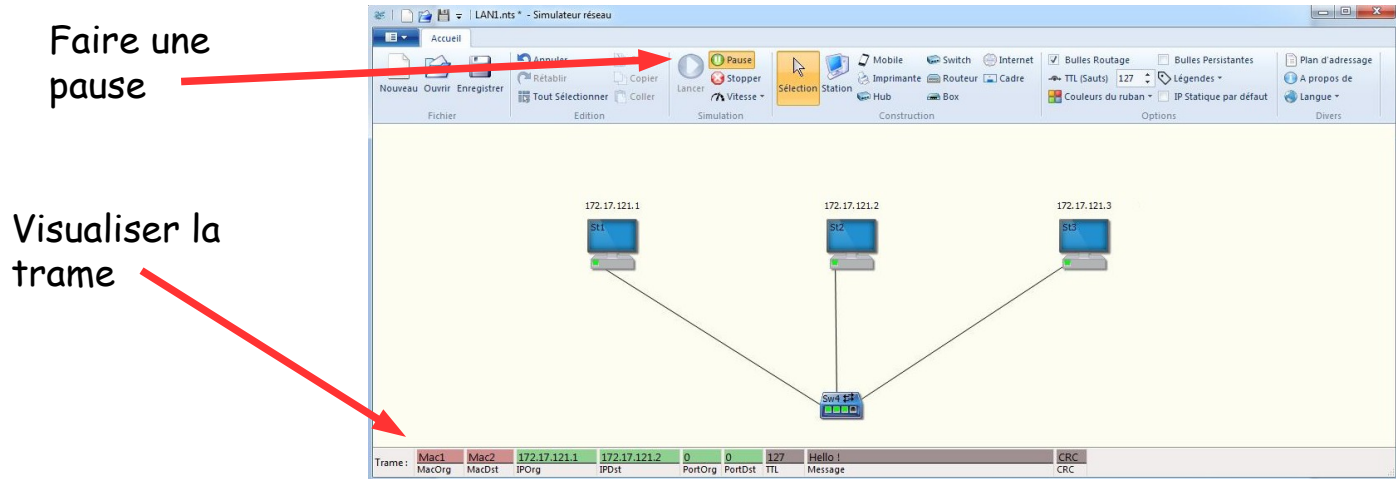 Faire une
pause
Visualiser la
trame
LAN1.nts* - Simulateur réseau
Accueil
Nouveau Ouvrir Enregistrer
Fichier
Annuler
Rétablir Copier
Tout Sélectionner Coller
Edition
Lancer
Pause
Stopper
Vitesse
Simulation
Sélection Station
Mobile Switch Internet
Imprimante Routeur Cadre
Hub Box
Construction
Bulles Routage Bulles Persistantes
TTL (Sauts) 127 Légendes
Couleurs du ruban IP Statique par défaut
Options
Plan d'adressage
A propos de
Langue
Divers
172.17.121.1 172.17.121.2 172.17.121.3
St1 St2 St3
Sw4
Trame : Mac1 Mac2 172.17.121.1 172.17.121.2 0 0 127 Hello ! CRC
MacOrg MacDst IPOrg IPDst PortOrg PortDst TTL Message CRC